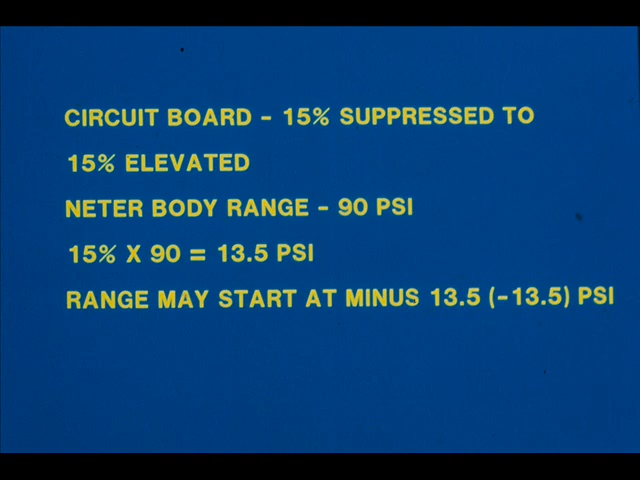 CIRCUIT BOARD - 15% SUPPRESSED TO
15% ELEVATED
NETER BODY RANGE - 90 PSI
15% X 90 = 13.5 PSI
RANGE MAY START AT MINUS 13.5 (-13.5) PSI